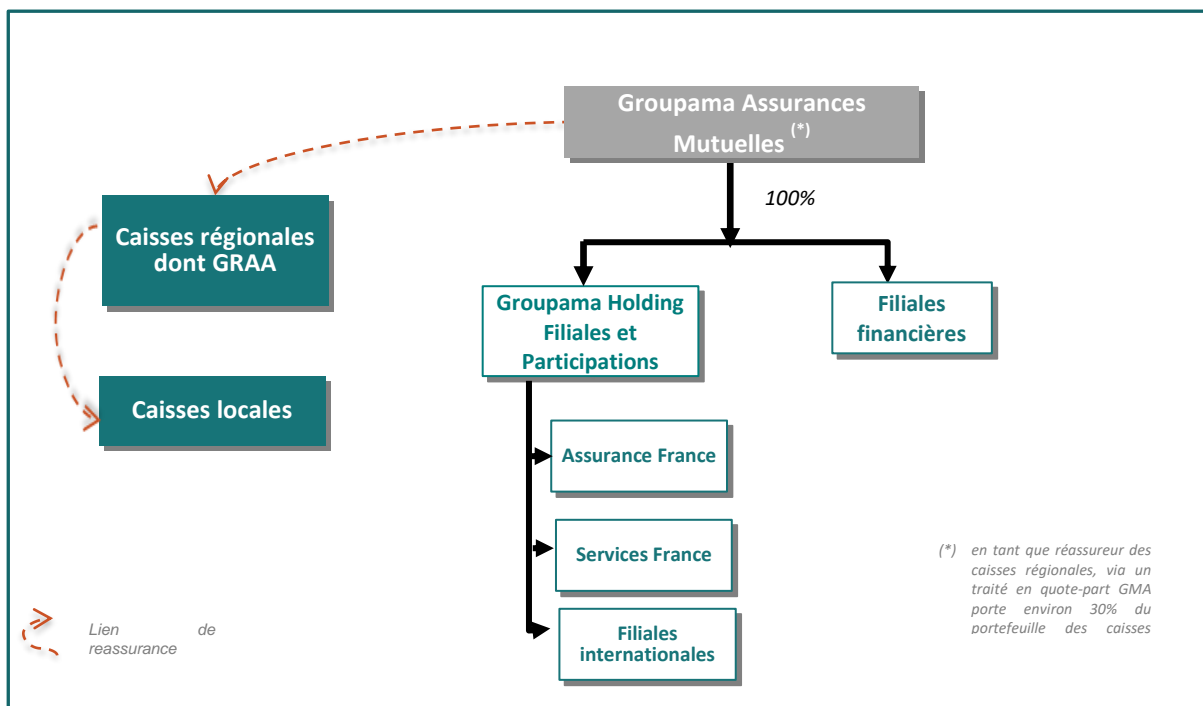 Groupama Assurances
Mutuelles (*)
100%
Caisses régionales
dont GRAA
Groupama Holding
Filiales et
Participations
Filiales
financières
Caisses locales
Assurance France
Services France
Filiales
internationales
(*) en tant que réassureur des
caisses régionales, via un
traité en quote-part GMA
porte environ 30% du
portefeuille des caisses
Lien de
reassurance